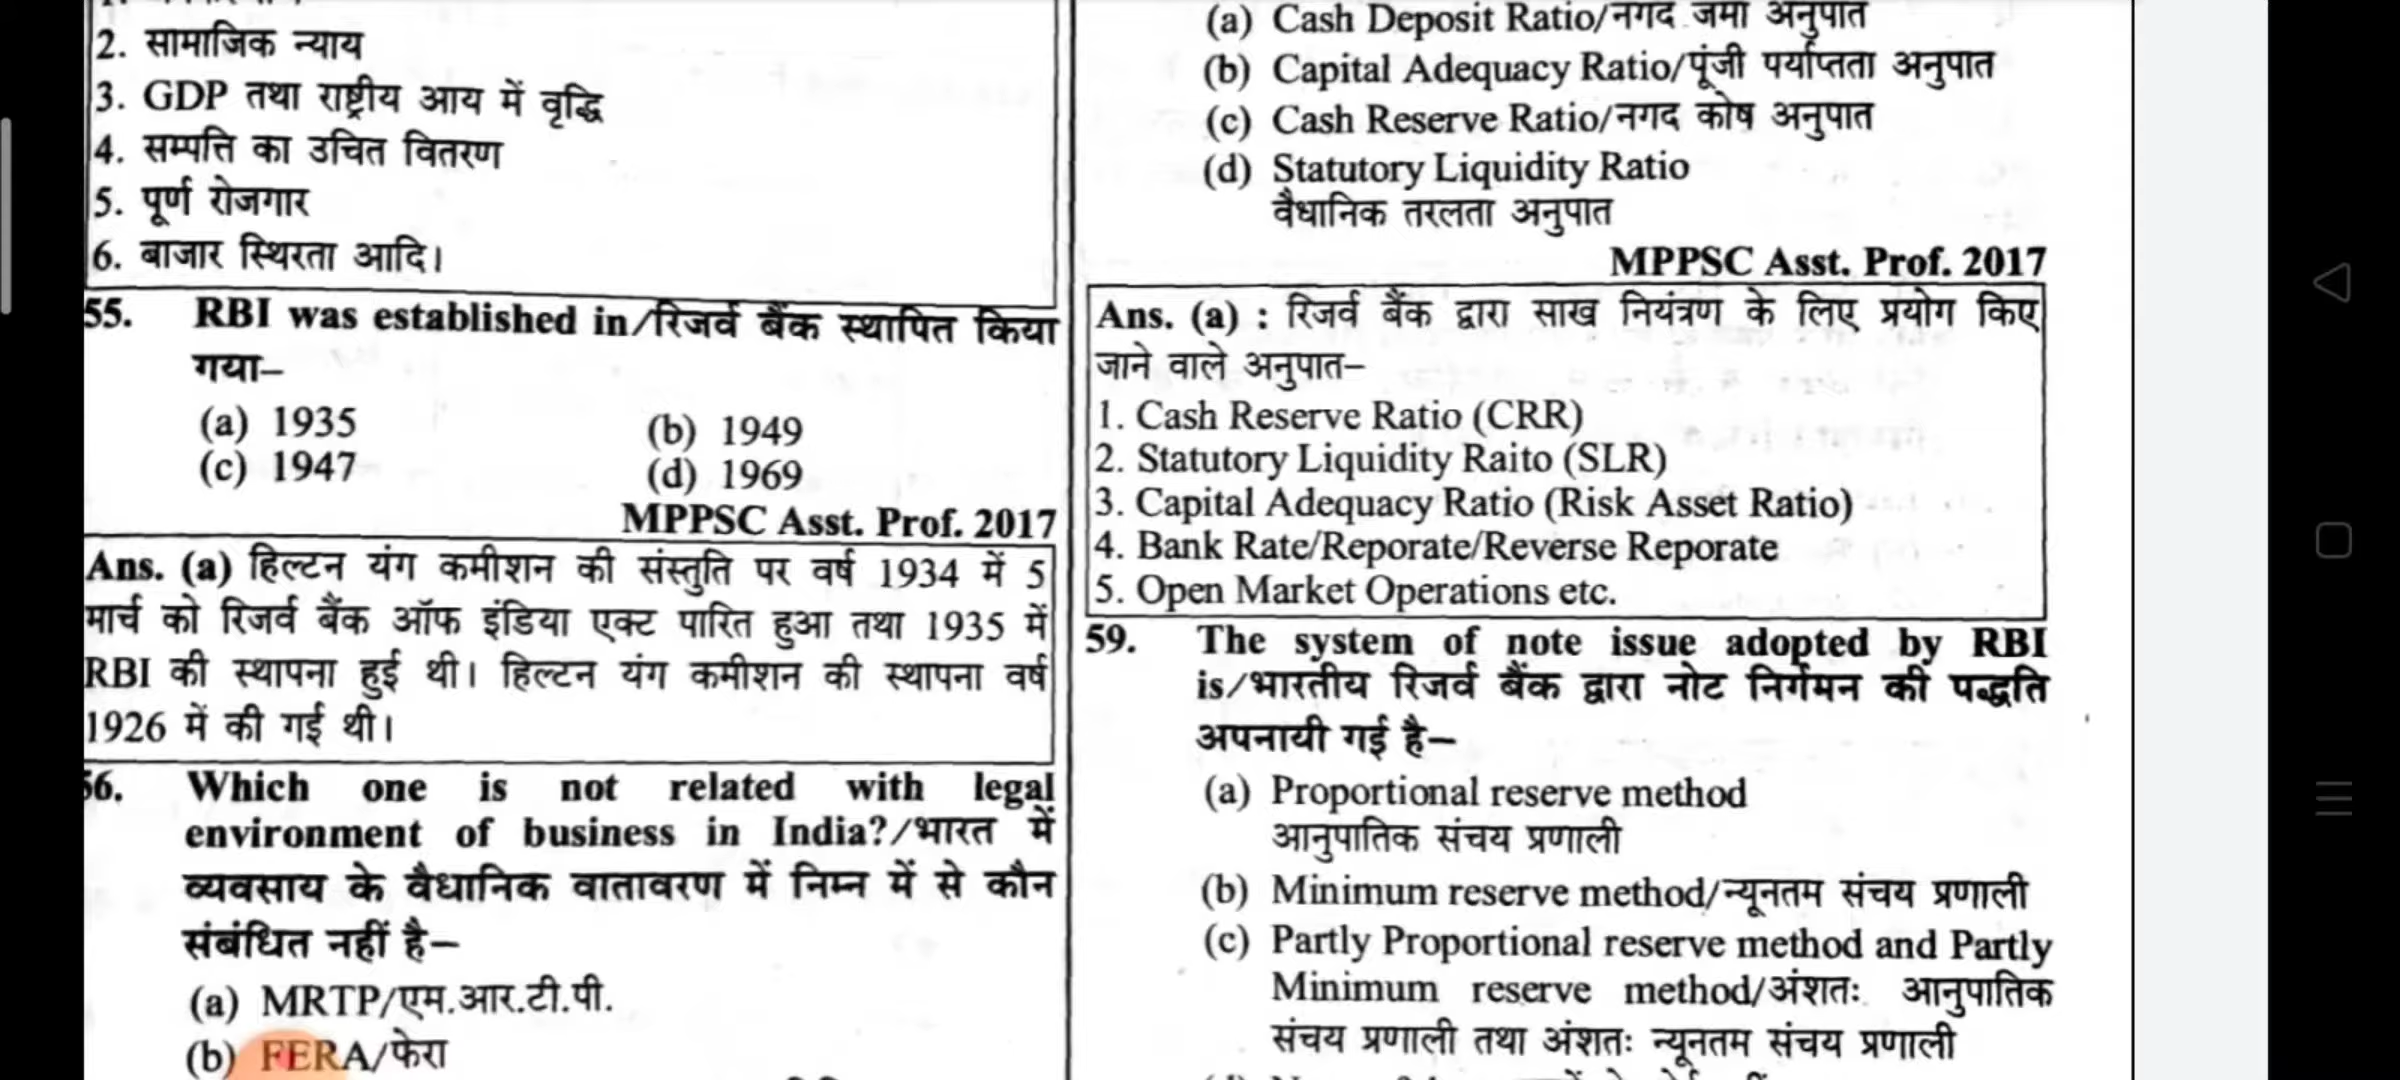 2. सामाजिक न्याय
3. GDP तथा राष्ट्रीय आय में वृद्धि
4. सम्पत्ति का उचित वितरण
5. पूर्ण रोजगार
6. बाजार स्थिरता आदि।
55. RBI was established in/रिजर्व बैंक स्थापित किया
गया–
(a) 1935 (b) 1949
(c) 1947 (d) 1969
MPPSC Asst. Prof. 2017
Ans. (a) हिल्टन यंग कमीशन की संस्तुति पर वर्ष 1934 में 5
मार्च को रिजर्व बैंक ऑफ इंडिया एक्ट पारित हुआ तथा 1935 में
RBI की स्थापना हुई थी। हिल्टन यंग कमीशन की स्थापना वर्ष
1926 में की गई थी।
56. Which one is not related with legal
environment of business in India?/भारत में
व्यवसाय के वैधानिक वातावरण में निम्न में से कौन
संबंधित नहीं है–
(a) MRTP/एम.आर.टी.पी.
(b) FERA/फेरा
(a) Cash Deposit Ratio/नगद जमा अनुपात
(b) Capital Adequacy Ratio/पूंजी पर्याप्तता अनुपात
(c) Cash Reserve Ratio/नगद कोष अनुपात
(d) Statutory Liquidity Ratio
वैधानिक तरलता अनुपात
MPPSC Asst. Prof. 2017
Ans. (a) : रिजर्व बैंक द्वारा साख नियंत्रण के लिए प्रयोग किए
जाने वाले अनुपात–
1. Cash Reserve Ratio (CRR)
2. Statutory Liquidity Raito (SLR)
3. Capital Adequacy Ratio (Risk Asset Ratio)
4. Bank Rate/Reporate/Reverse Reporate
5. Open Market Operations etc.
59. The system of note issue adopted by RBI
is/भारतीय रिजर्व बैंक द्वारा नोट निर्गमन की पद्धति
अपनायी गई है–
(a) Proportional reserve method
आनुपातिक संचय प्रणाली
(b) Minimum reserve method/न्यूनतम संचय प्रणाली
(c) Partly Proportional reserve method and Partly
Minimum reserve method/अंशतः आनुपातिक
संचय प्रणाली तथा अंशतः न्यूनतम संचय प्रणाली